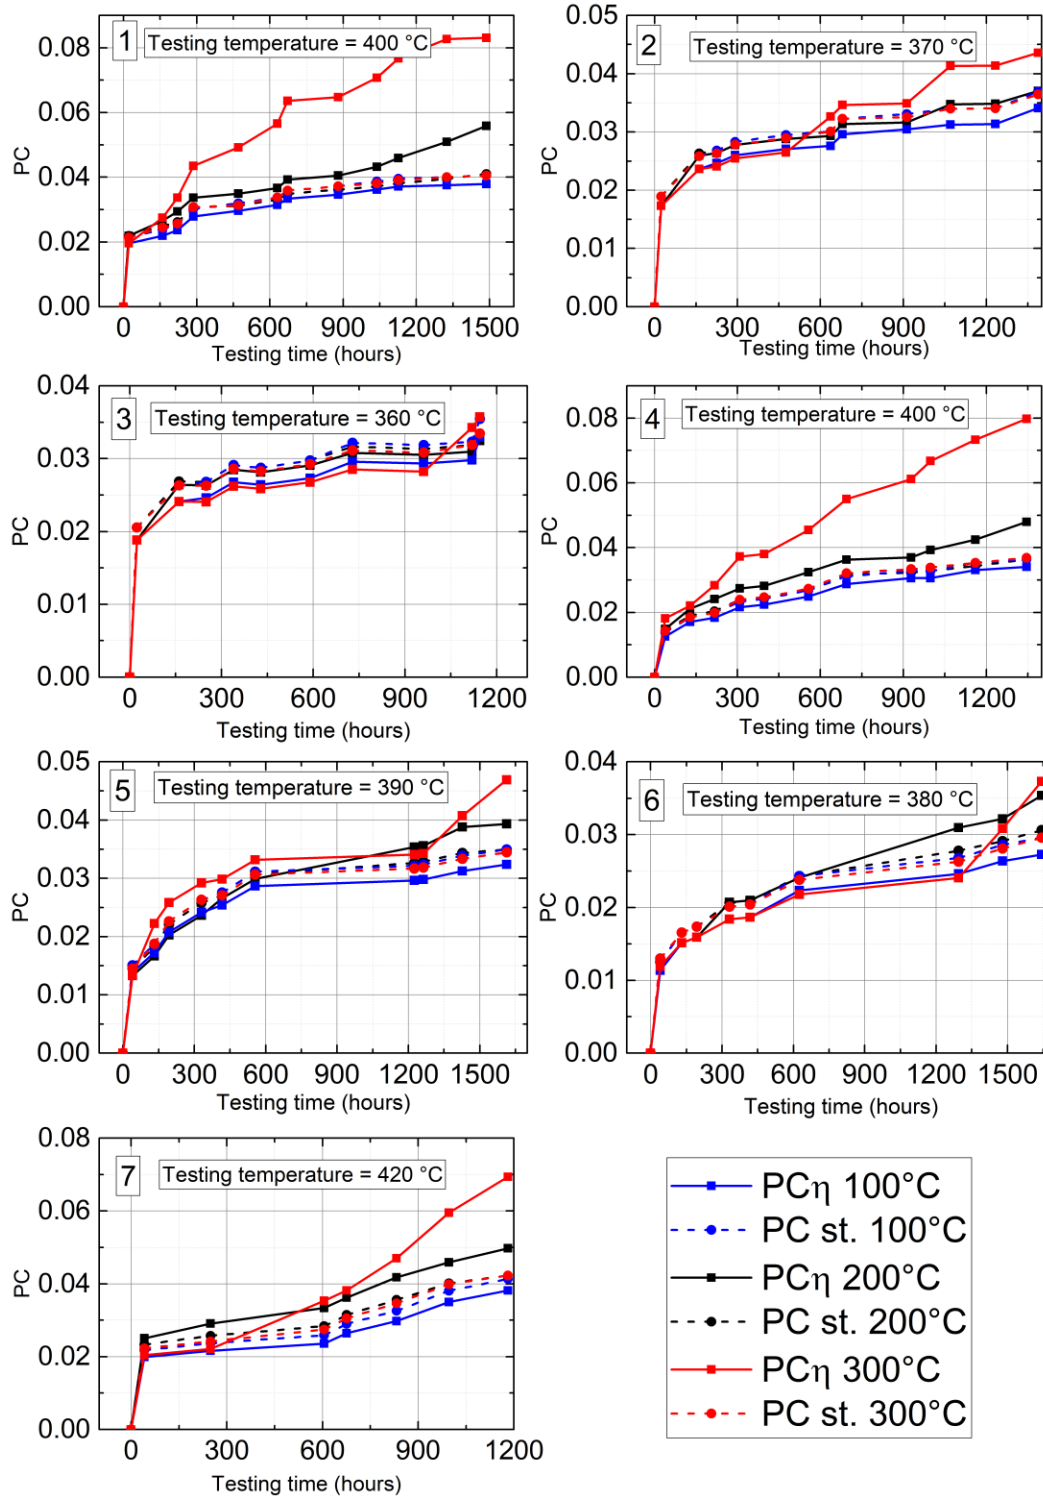 1
Testing temperature = 400 °C
PC
0.08
0.06
0.04
0.02
0.00
0 300 600 900 1200 1500
Testing time (hours)
2
Testing temperature = 370 °C
PC
0.05
0.04
0.03
0.02
0.01
0.00
0 300 600 900 1200
Testing time (hours)
3
Testing temperature = 360 °C
PC
0.04
0.03
0.02
0.01
0.00
0 300 600 900 1200
Testing time (hours)
4
Testing temperature = 400 °C
PC
0.08
0.06
0.04
0.02
0.00
0 300 600 900 1200
Testing time (hours)
5
Testing temperature = 390 °C
PC
0.05
0.04
0.03
0.02
0.01
0.00
0 300 600 900 1200 1500
Testing time (hours)
6
Testing temperature = 380 °C
PC
0.04
0.03
0.02
0.01
0.00
0 300 600 900 1200 1500
Testing time (hours)
7
Testing temperature = 420 °C
PC
0.08
0.06
0.04
0.02
0.00
0 300 600 900 1200
Testing time (hours)
PCη 100°C
PC st. 100°C
PCη 200°C
PC st. 200°C
PCη 300°C
PC st. 300°C